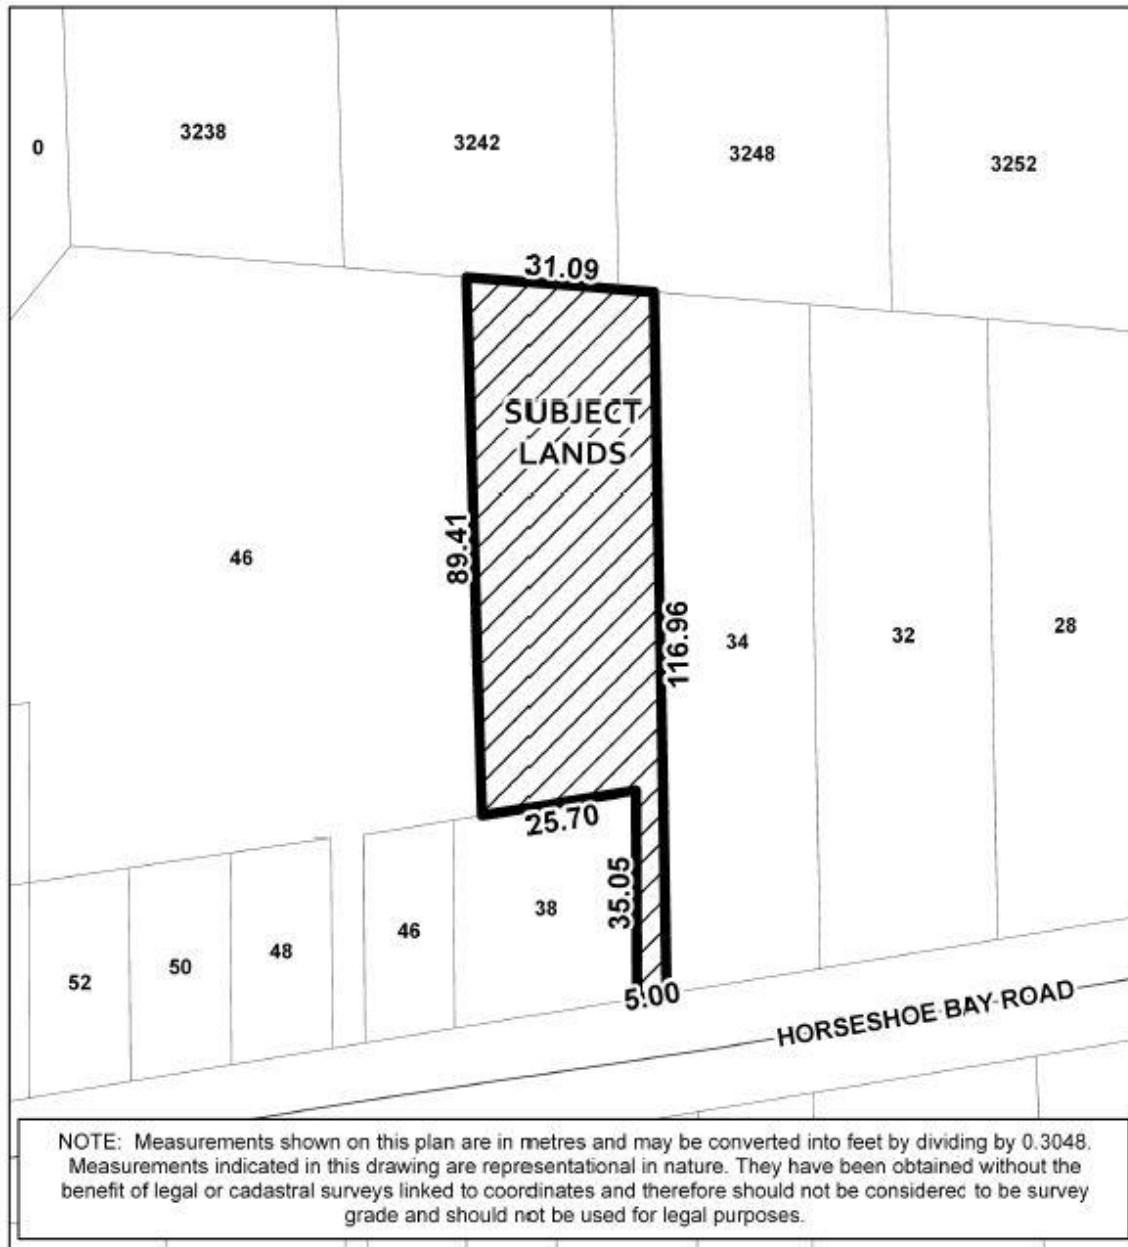 0
3238
3242
3248
3252
31.09
SUBJECT
LANDS
89.41
46
116.96
34
32
28
25.70
35.05
38
46
48
50
52
5.00
HORSESHOE BAY ROAD
NOTE: Measurements shown on this plan are in metres and may be converted into feet by dividing by 0.3048.
Measurements indicated in this drawing are representational in nature. They have been obtained without the
benefit of legal or cadastral surveys linked to coordinates and therefore should not be considered to be survey
grade and should not be used for legal purposes.